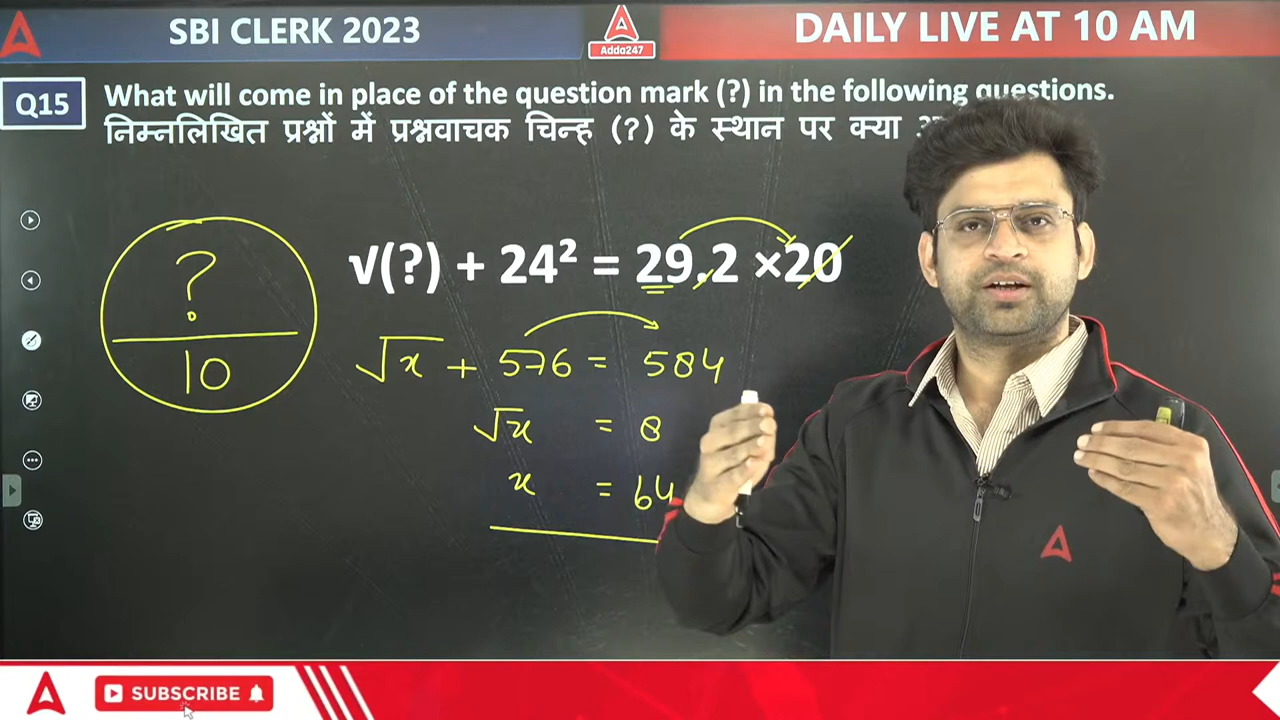 SBI CLERK 2023
Adda247
DAILY LIVE AT 10 AM
Q15
What will come in place of the question mark (?) in the following questions.
निम्नलिखित प्रश्नों में प्रश्नवाचक चिन्ह (?) के स्थान पर क्या
?
10
√(?) + 24² = 29.2 ×20
√x + 576 = 584
√x = 8
x = 64
SUBSCRIBE